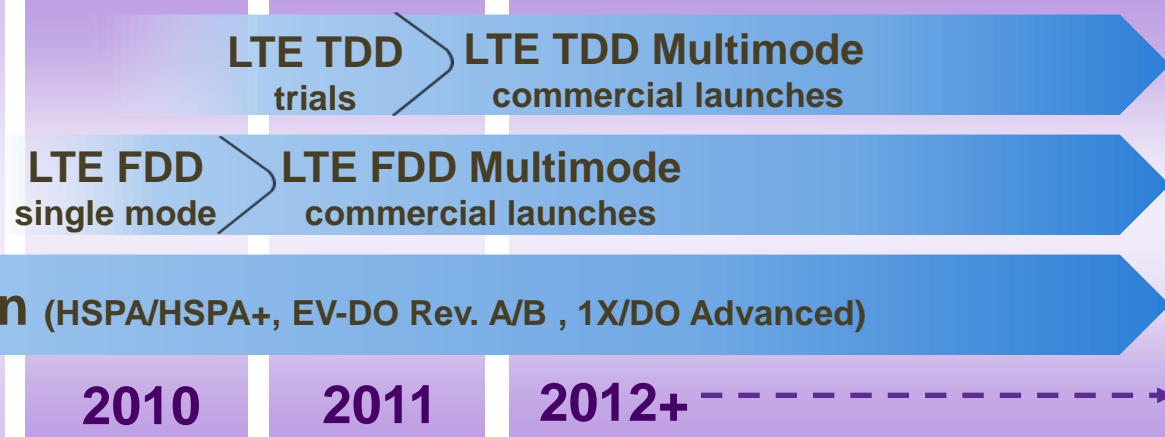 LTE TDD
trials
LTE TDD Multimode
commercial launches
LTE FDD
single mode
LTE FDD Multimode
commercial launches
n (HSPA/HSPA+, EV-DO Rev. A/B , 1X/DO Advanced)
2010 2011 2012+